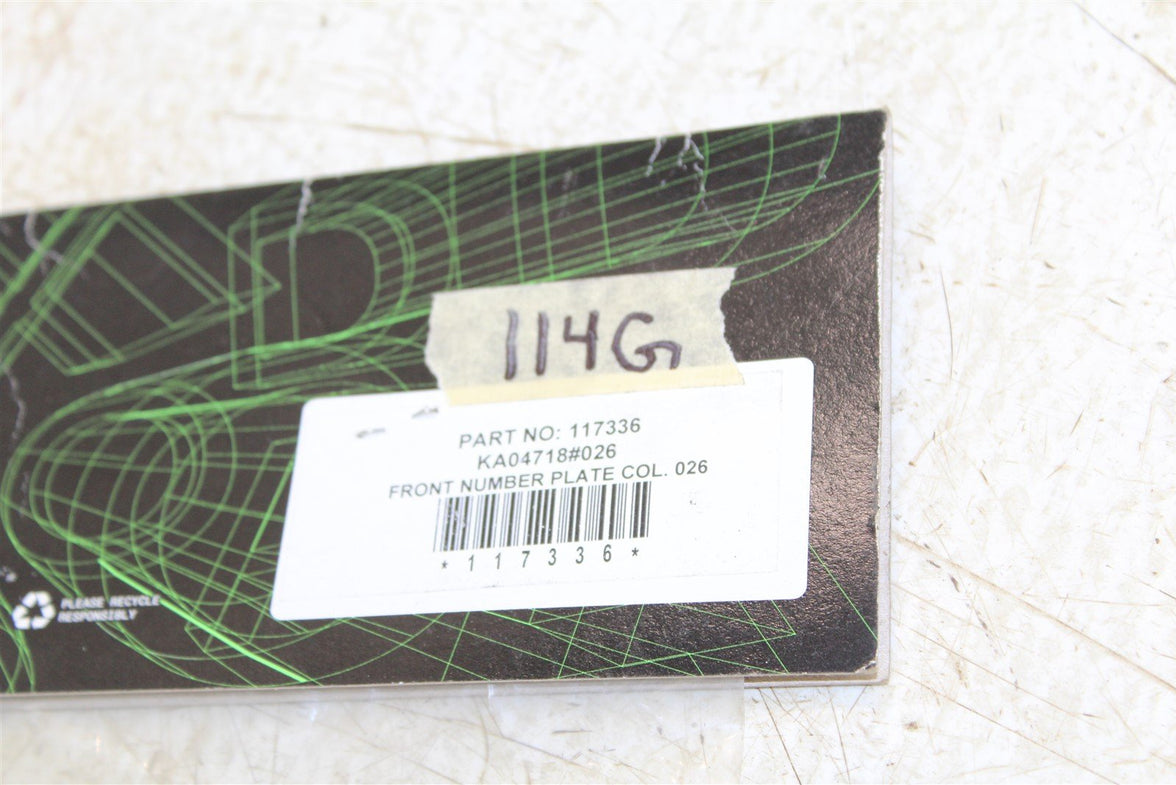 114G
PART NO: 117336
KA04718#026
FRONT NUMBER PLATE COL. 026
*117336*
PLEASE RECYCLE
RESPONSIBLY